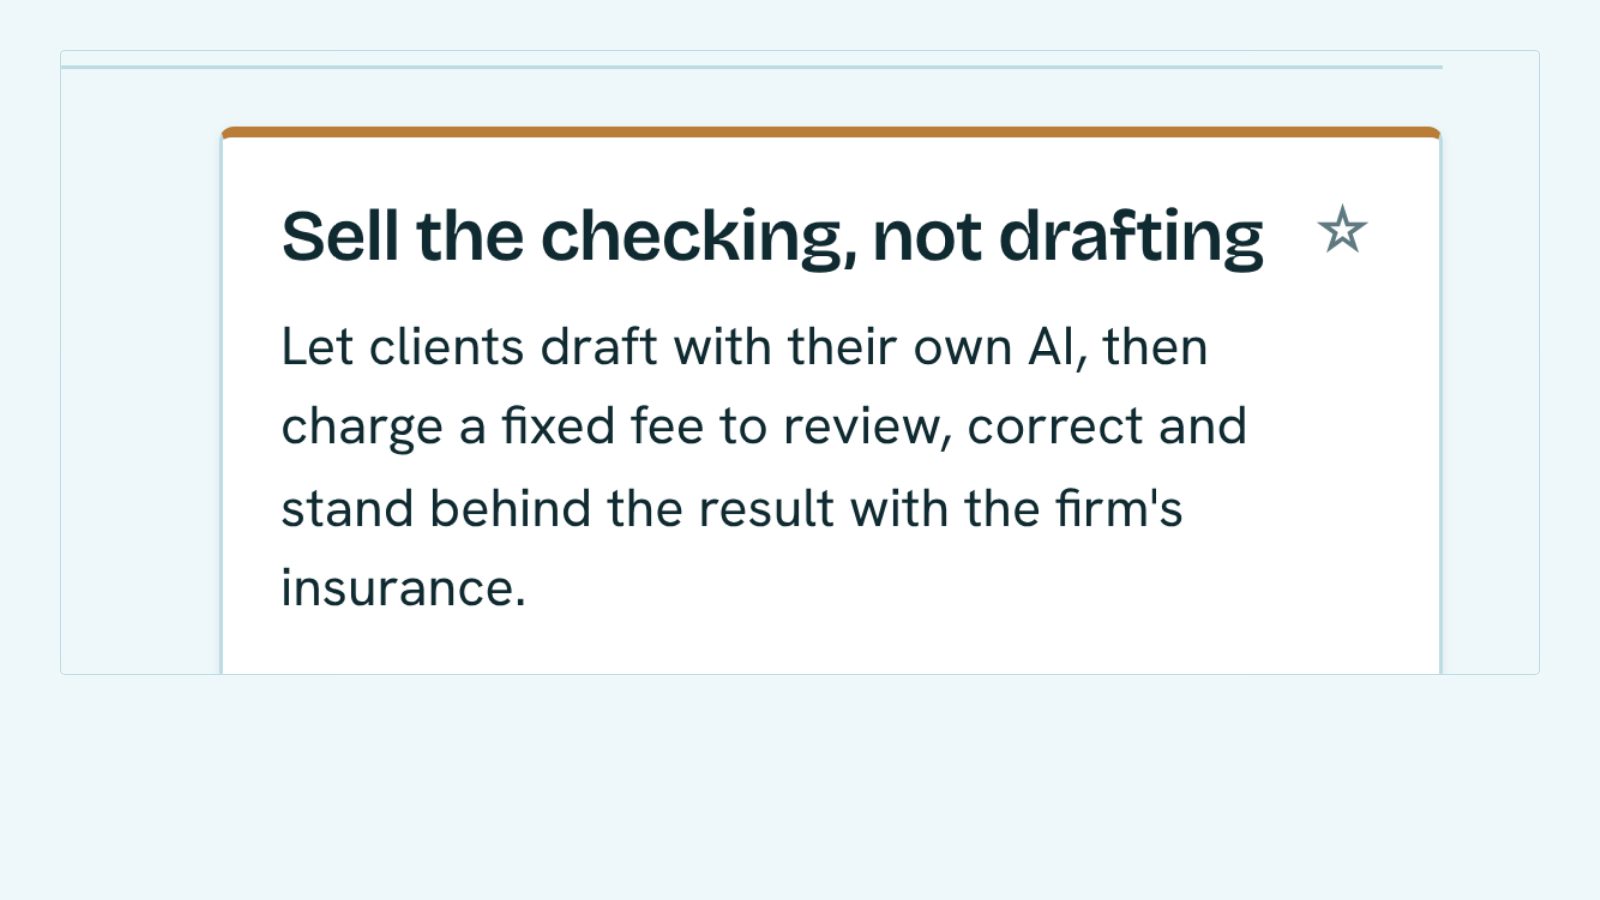 Sell the checking, not drafting
Let clients draft with their own AI, then
charge a fixed fee to review, correct and
stand behind the result with the firm's
insurance.